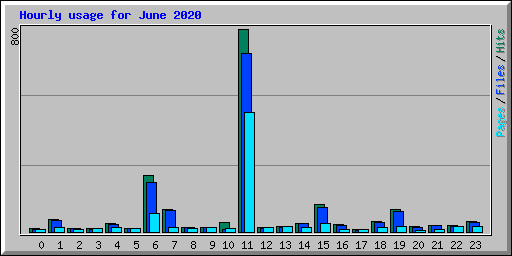 Hourly usage for June 2020
800
Pages/Files/Hits
0 1 2 3 4 5 6 7 8 9 10 11 12 13 14 15 16 17 18 19 20 21 22 23